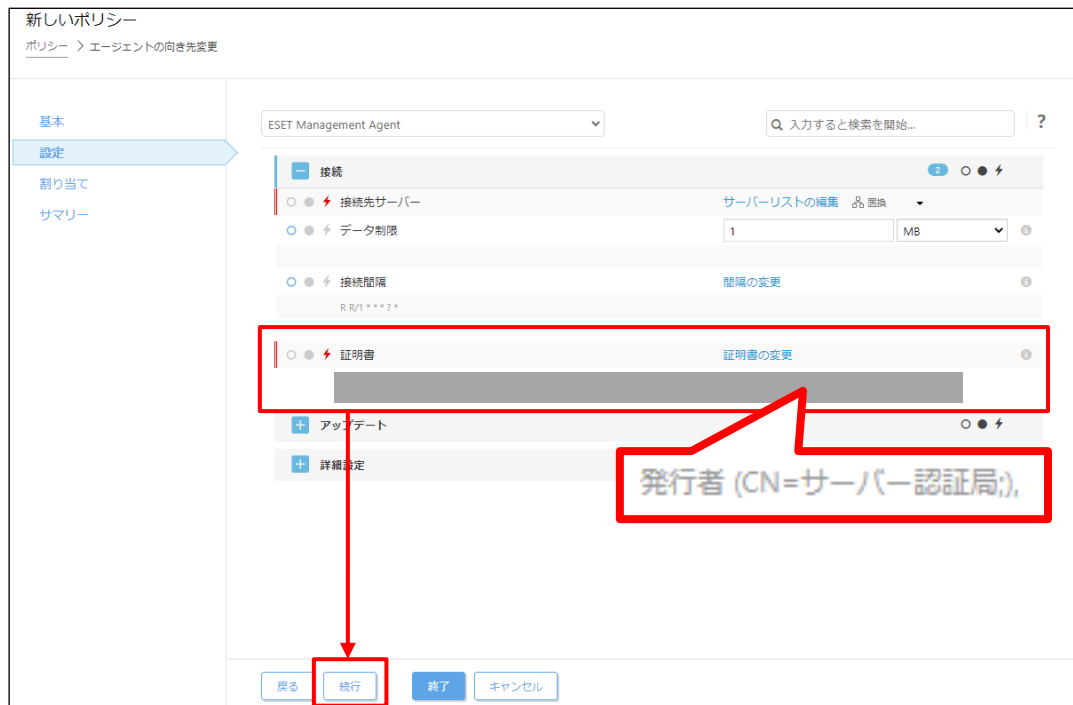 新しいポリシー
ポリシー > エージェントの向き先変更
基本
設定
割り当て
サマリー
ESET Management Agent
入力すると検索を開始...
?
接続
2
接続先サーバー
サーバーリストの編集 置換
データ制限
1
MB
接続間隔
間隔の変更
R R/1 * * * ? *
証明書
証明書の変更
アップデート
詳細設定
発行者 (CN=サーバー認証局;),
戻る
続行
終了
キャンセル